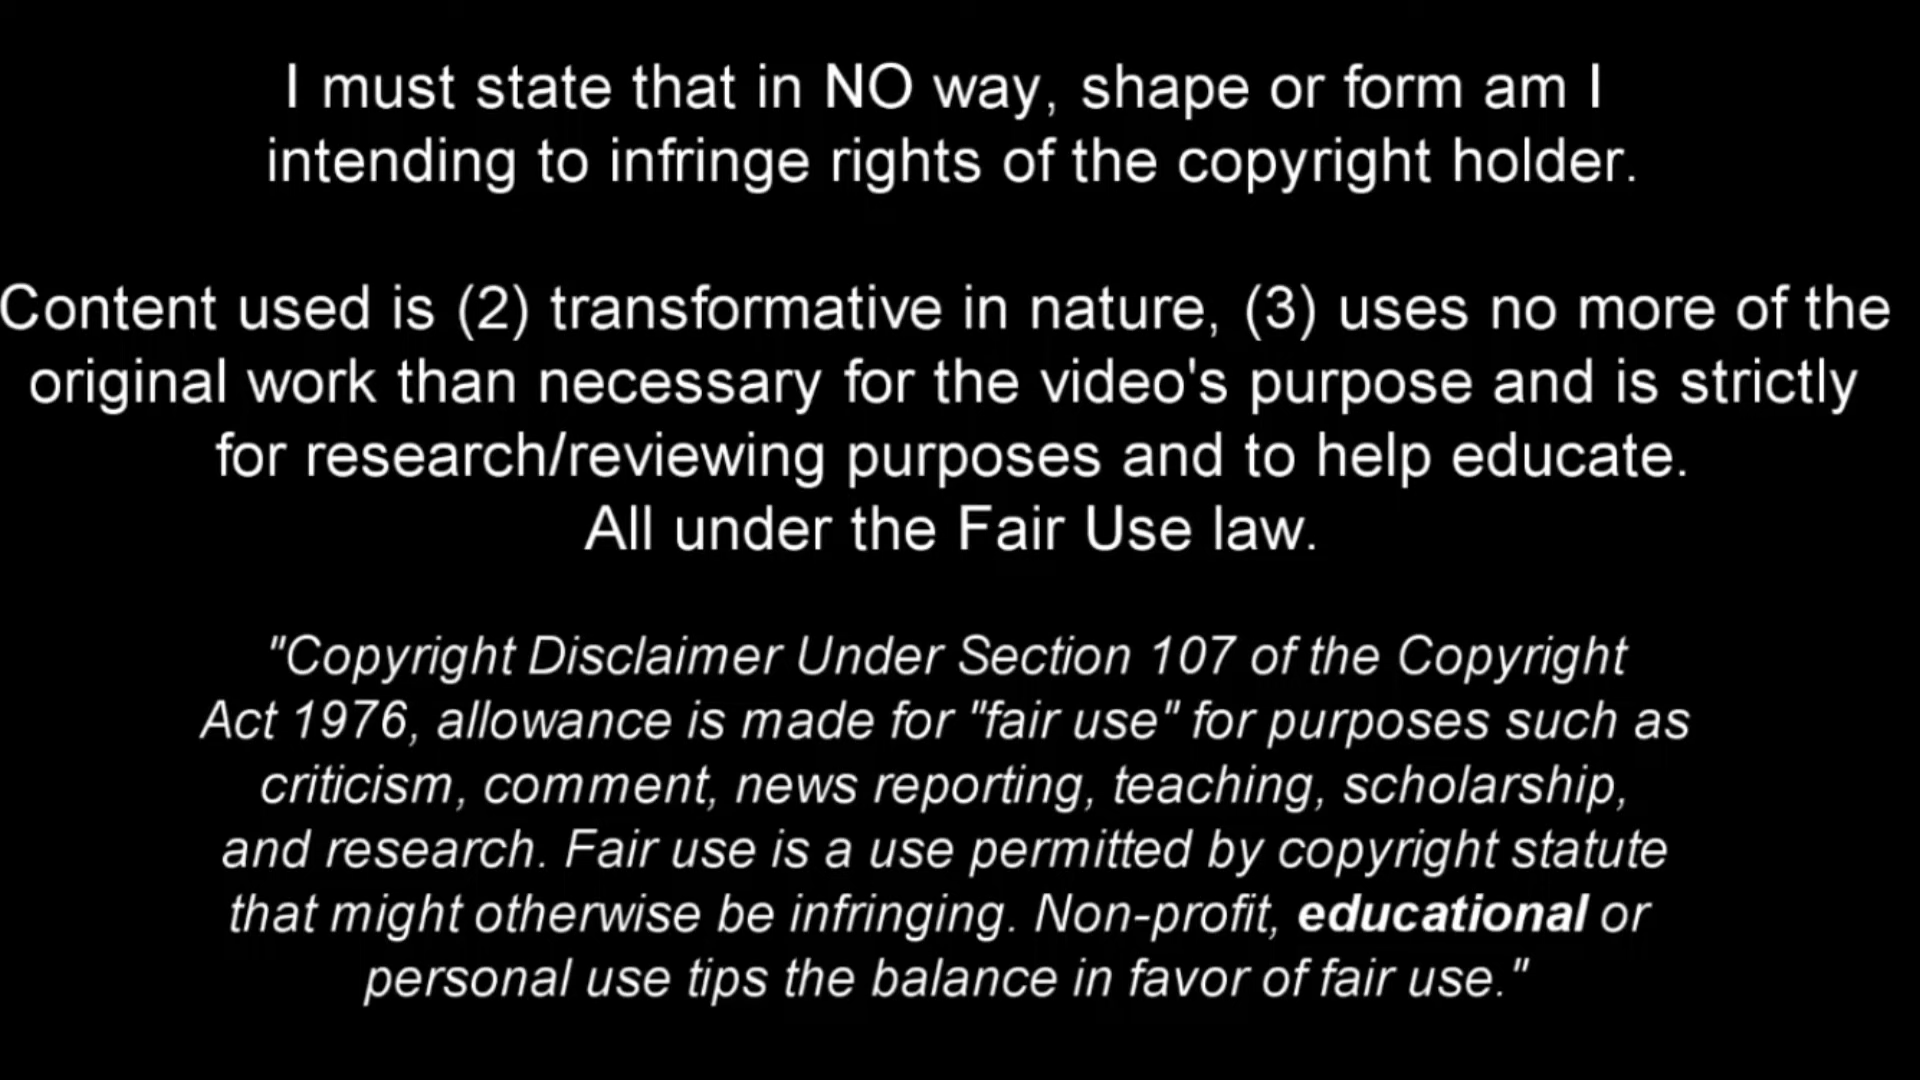 I must state that in NO way, shape or form am I
intending to infringe rights of the copyright holder.
Content used is (2) transformative in nature, (3) uses no more of the
original work than necessary for the video's purpose and is strictly
for research/reviewing purposes and to help educate.
All under the Fair Use law.
"Copyright Disclaimer Under Section 107 of the Copyright
Act 1976, allowance is made for "fair use" for purposes such as
criticism, comment, news reporting, teaching, scholarship,
and research. Fair use is a use permitted by copyright statute
that might otherwise be infringing. Non-profit, educational or
personal use tips the balance in favor of fair use."